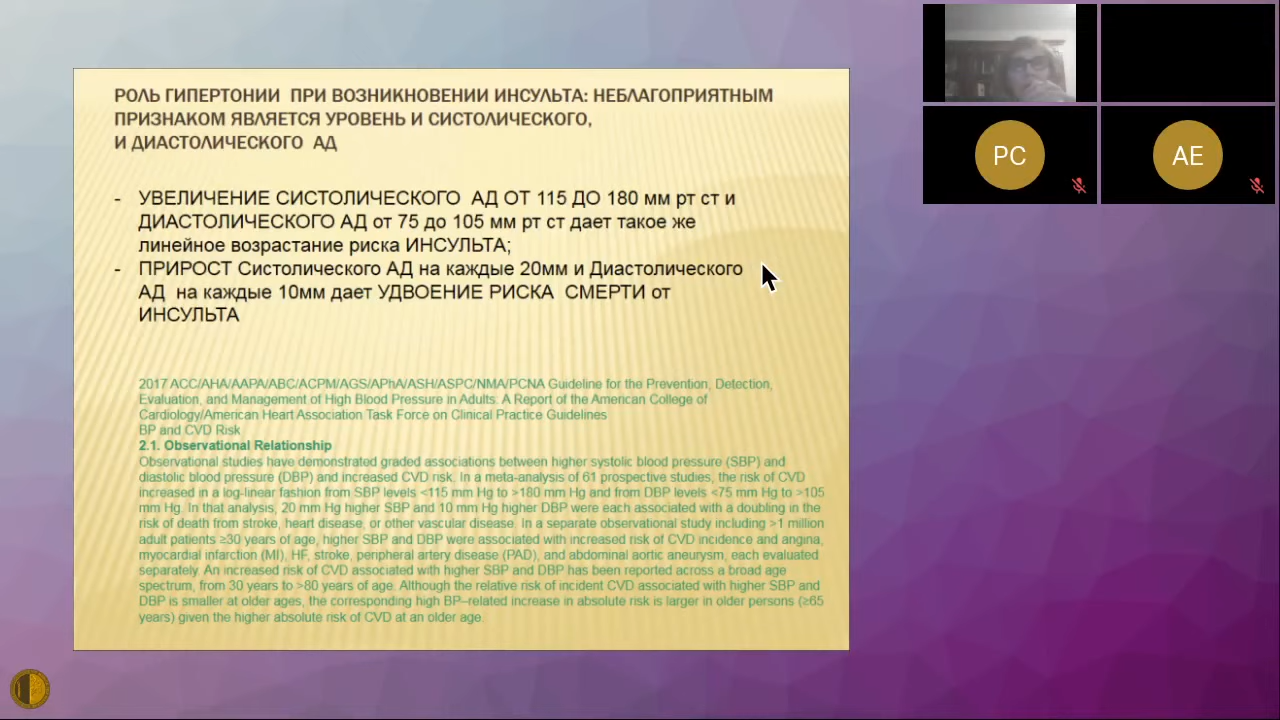 РОЛЬ ГИПЕРТОНИИ ПРИ ВОЗНИКНОВЕНИИ ИНСУЛЬТА: НЕБЛАГОПРИЯТНЫМ
ПРИЗНАКОМ ЯВЛЯЕТСЯ УРОВЕНЬ И СИСТОЛИЧЕСКОГО,
И ДИАСТОЛИЧЕСКОГО АД
- УВЕЛИЧЕНИЕ СИСТОЛИЧЕСКОГО АД ОТ 115 ДО 180 мм рт ст и
ДИАСТОЛИЧЕСКОГО АД от 75 до 105 мм рт ст дает такое же
линейное возрастание риска ИНСУЛЬТА;
- ПРИРОСТ Систолического АД на каждые 20мм и Диастолического
АД на каждые 10мм дает УДВОЕНИЕ РИСКА СМЕРТИ от
ИНСУЛЬТА
2017 ACC/AHA/AAPA/ABC/ACPM/AGS/APhA/ASH/ASPC/NMA/PCNA Guideline for the Prevention, Detection,
Evaluation, and Management of High Blood Pressure in Adults: A Report of the American College of
Cardiology/American Heart Association Task Force on Clinical Practice Guidelines
BP and CVD Risk
2.1. Observational Relationship
Observational studies have demonstrated graded associations between higher systolic blood pressure (SBP) and
diastolic blood pressure (DBP) and increased CVD risk. In a meta-analysis of 61 prospective studies, the risk of CVD
increased in a log-linear fashion from SBP levels <115 mm Hg to >180 mm Hg and from DBP levels <75 mm Hg to >105
mm Hg. In that analysis, 20 mm Hg higher SBP and 10 mm Hg higher DBP were each associated with a doubling in the
risk of death from stroke, heart disease, or other vascular disease. In a separate observational study including >1 million
adult patients ≥30 years of age, higher SBP and DBP were associated with increased risk of CVD incidence and angina,
myocardial infarction (MI), HF, stroke, peripheral artery disease (PAD), and abdominal aortic aneurysm, each evaluated
separately. An increased risk of CVD associated with higher SBP and DBP has been reported across a broad age
spectrum, from 30 years to >80 years of age. Although the relative risk of incident CVD associated with higher SBP and
DBP is smaller at older ages, the corresponding high BP–related increase in absolute risk is larger in older persons (≥65
years) given the higher absolute risk of CVD at an older age.
PC
AE